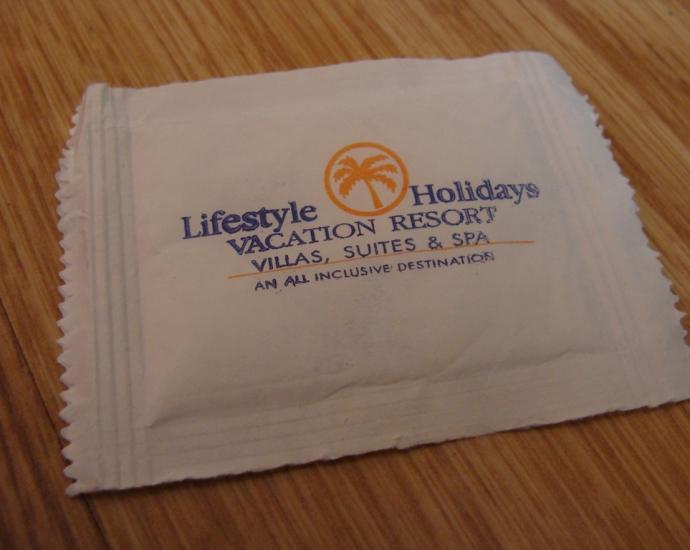 Lifestyle Holidays
VACATION RESORT
VILLAS, SUITES & SPA
AN ALL INCLUSIVE DESTINATION